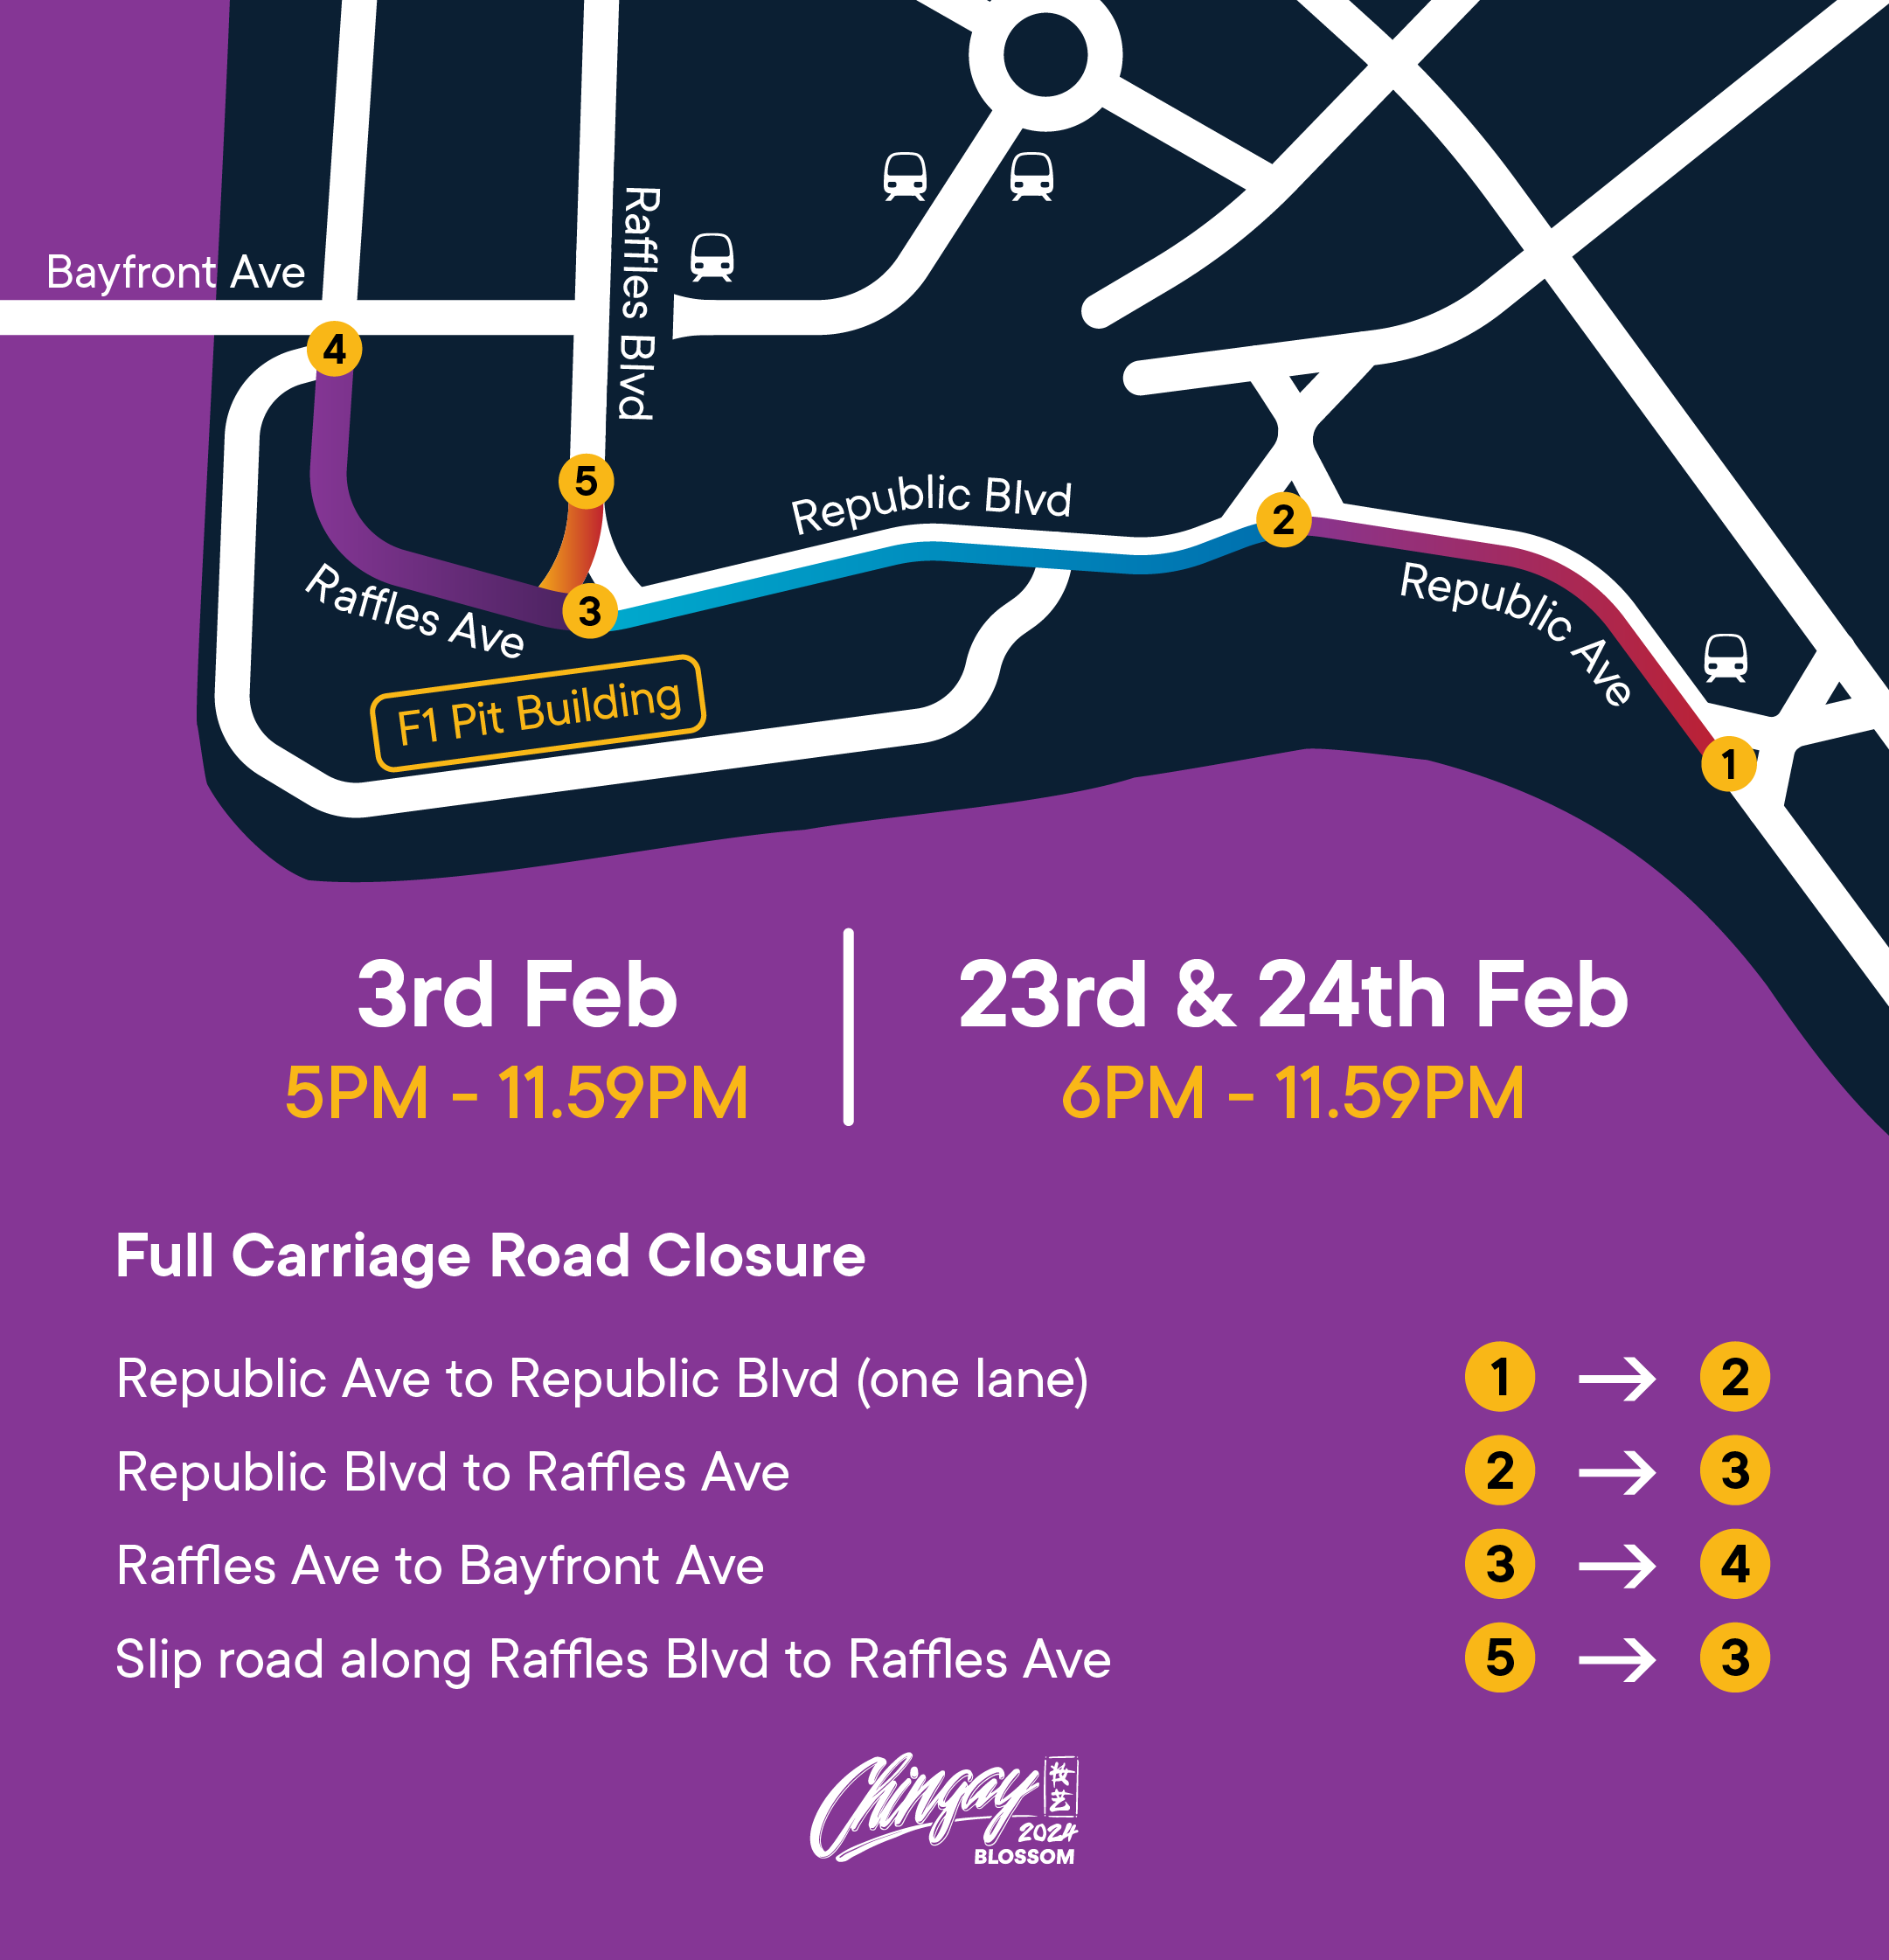 Bayfront Ave
Raffles Blvd
4
5
Republic Blvd
2
Raffles Ave
3
Republic Ave
F1 Pit Building
1
3rd Feb
5PM - 11.59PM
23rd & 24th Feb
6PM - 11.59PM
Full Carriage Road Closure
Republic Ave to Republic Blvd (one lane) 1 → 2
Republic Blvd to Raffles Ave 2 → 3
Raffles Ave to Bayfront Ave 3 → 4
Slip road along Raffles Blvd to Raffles Ave 5 → 3
Chingay
妆艺
2024
BLOSSOM